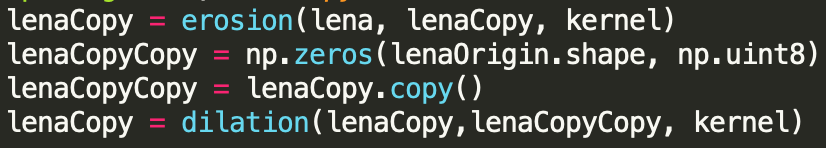 lenaCopy = erosion(lena, lenaCopy, kernel)
lenaCopyCopy = np.zeros(lenaOrigin.shape, np.uint8)
lenaCopyCopy = lenaCopy.copy()
lenaCopy = dilation(lenaCopy,lenaCopyCopy, kernel)